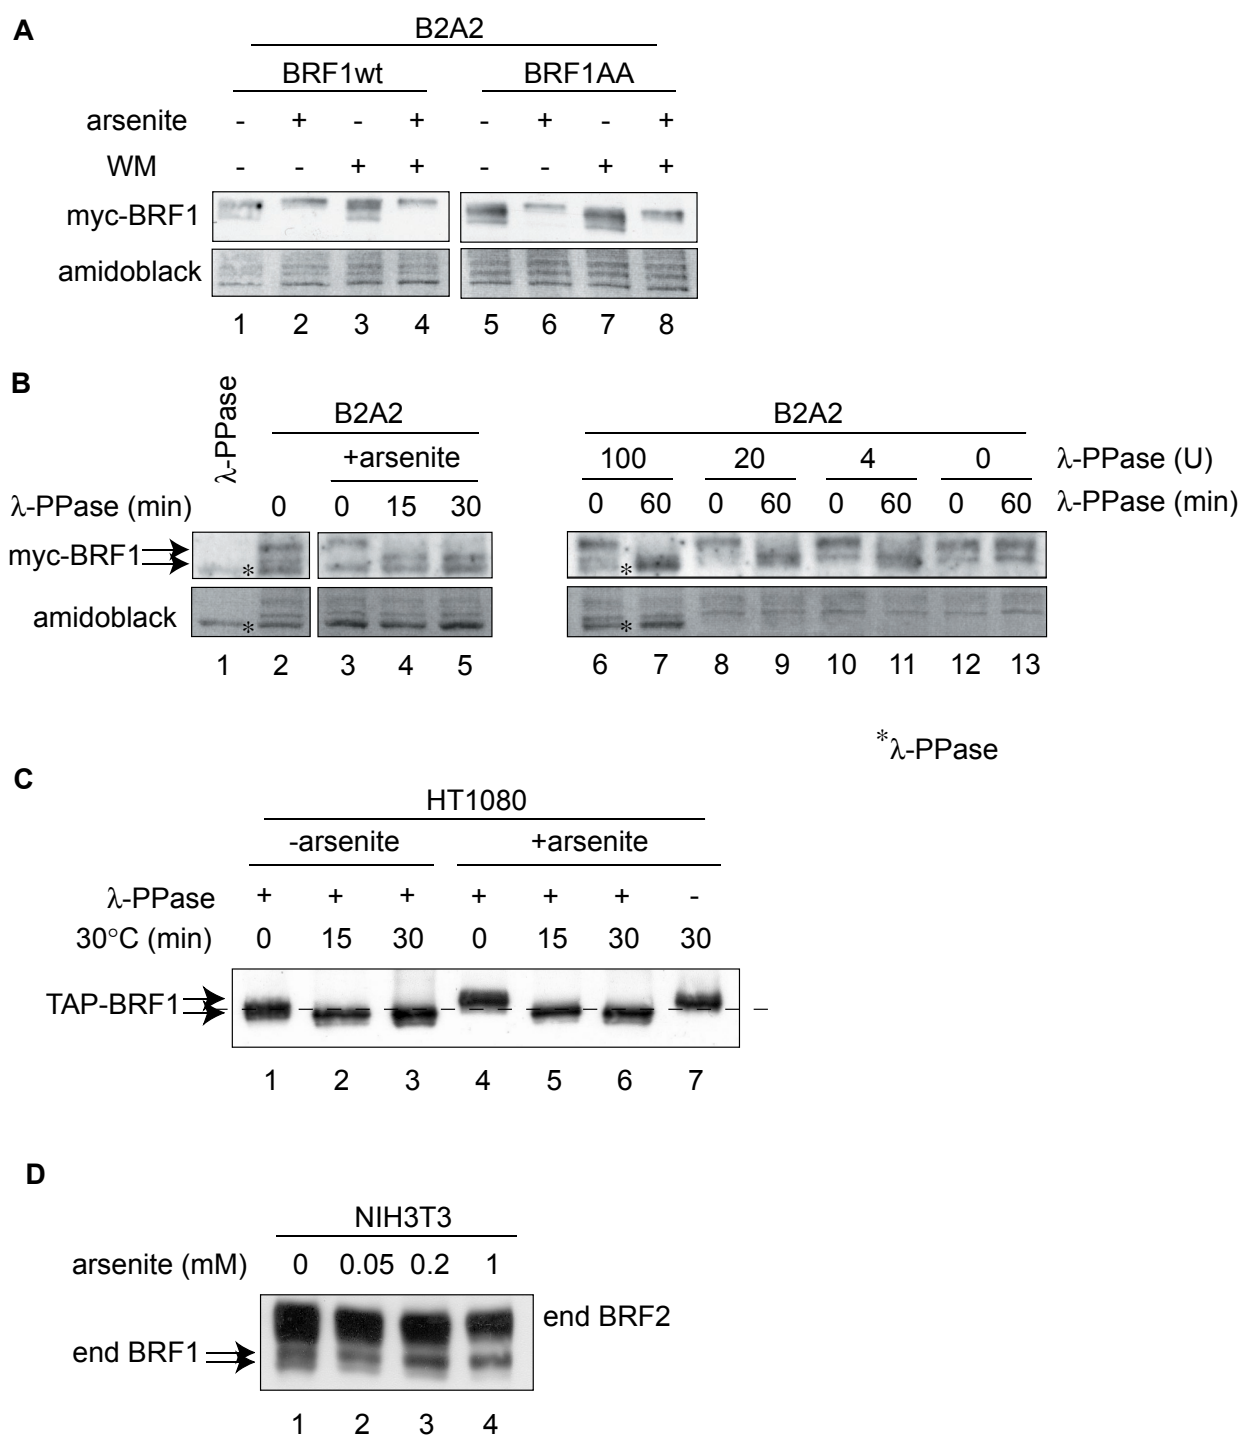 A
B2A2
BRF1wt BRF1AA
arsenite - + - + - + - +
WM - - + + - - + +
myc-BRF1
amidoblack
1 2 3 4 5 6 7 8
B
λ-PPase
B2A2 B2A2
+arsenite 100 20 4 0 λ-PPase (U)
λ-PPase (min) 0 0 15 30 0 60 0 60 0 60 0 60 λ-PPase (min)
myc-BRF1 * *
amidoblack * *
1 2 3 4 5 6 7 8 9 10 11 12 13
*λ-PPase
C
HT1080
-arsenite +arsenite
λ-PPase + + + + + + -
30°C (min) 0 15 30 0 15 30 30
TAP-BRF1
1 2 3 4 5 6 7
D
NIH3T3
arsenite (mM) 0 0.05 0.2 1
end BRF2
end BRF1
1 2 3 4